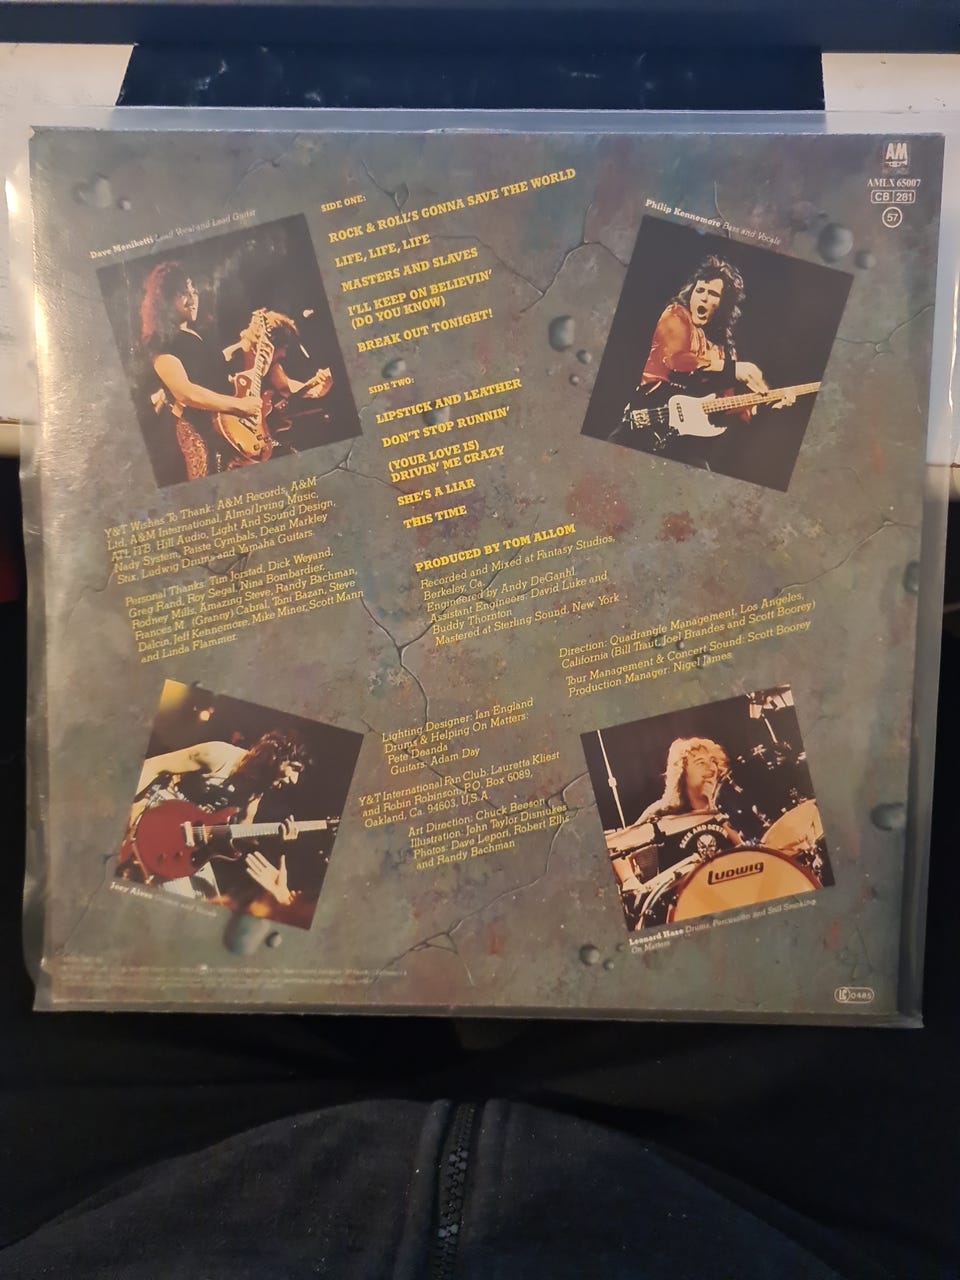 AM
RECORDS
AMLX 65007
CB 281
57
Dave Meniketti Lead Vocal and Lead Guitar
SIDE ONE:
ROCK & ROLL'S GONNA SAVE THE WORLD
LIFE, LIFE, LIFE
MASTERS AND SLAVES
I'LL KEEP ON BELIEVIN'
(DO YOU KNOW)
BREAK OUT TONIGHT!
Philip Kennemore Bass and Vocals
SIDE TWO:
LIPSTICK AND LEATHER
DON'T STOP RUNNIN'
(YOUR LOVE IS)
DRIVIN' ME CRAZY
SHE'S A LIAR
THIS TIME
Y&T Wishes To Thank: A&M Records, A&M
Ltd. A&M International, Almo/Irving Music,
ATI, ITB Hill Audio, Light And Sound Design,
Nady System, Paiste Cymbals, Dean Markley
Stix, Ludwig Drums and Yamaha Guitars.
Personal Thanks: Tim Jorstad, Dick Weyand,
Greg Rand, Roy Segal, Nina Bombardier,
Rodney Mills, Amazing Steve, Randy Bachman,
Frances M. (Granny) Cabral, Toni Bazan, Steve
Dalcin, Jeff Kennemore, Mike Miner, Scott Mann
and Linda Flammer.
PRODUCED BY TOM ALLOM
Recorded and Mixed at Fantasy Studios,
Berkeley, Ca.
Engineered by Andy DeGanhl
Assistant Engineers: David Luke and
Buddy Thornton
Mastered at Sterling Sound, New York
Direction: Quadrangle Management, Los Angeles,
California (Bill Traut, Joel Brandes and Scott Boorey)
Tour Management & Concert Sound: Scott Boorey
Production Manager: Nigel James
Lighting Designer: Ian England
Drums & Helping On Matters:
Pete Deanda
Guitars: Adam Day
Y&T International Fan Club: Lauretta Kliest
and Robin Robinson, P.O. Box 6089,
Oakland, Ca. 94603, U.S.A.
Art Direction: Chuck Beeson
Illustration: John Taylor Dismukes
Photos: Dave Lepori, Robert Ellis
and Randy Bachman
Joey Alves Guitars and Vocals
LUDWIG
Leonard Haze Drums, Percussion and Still Smoking
On Matters
LC 0485